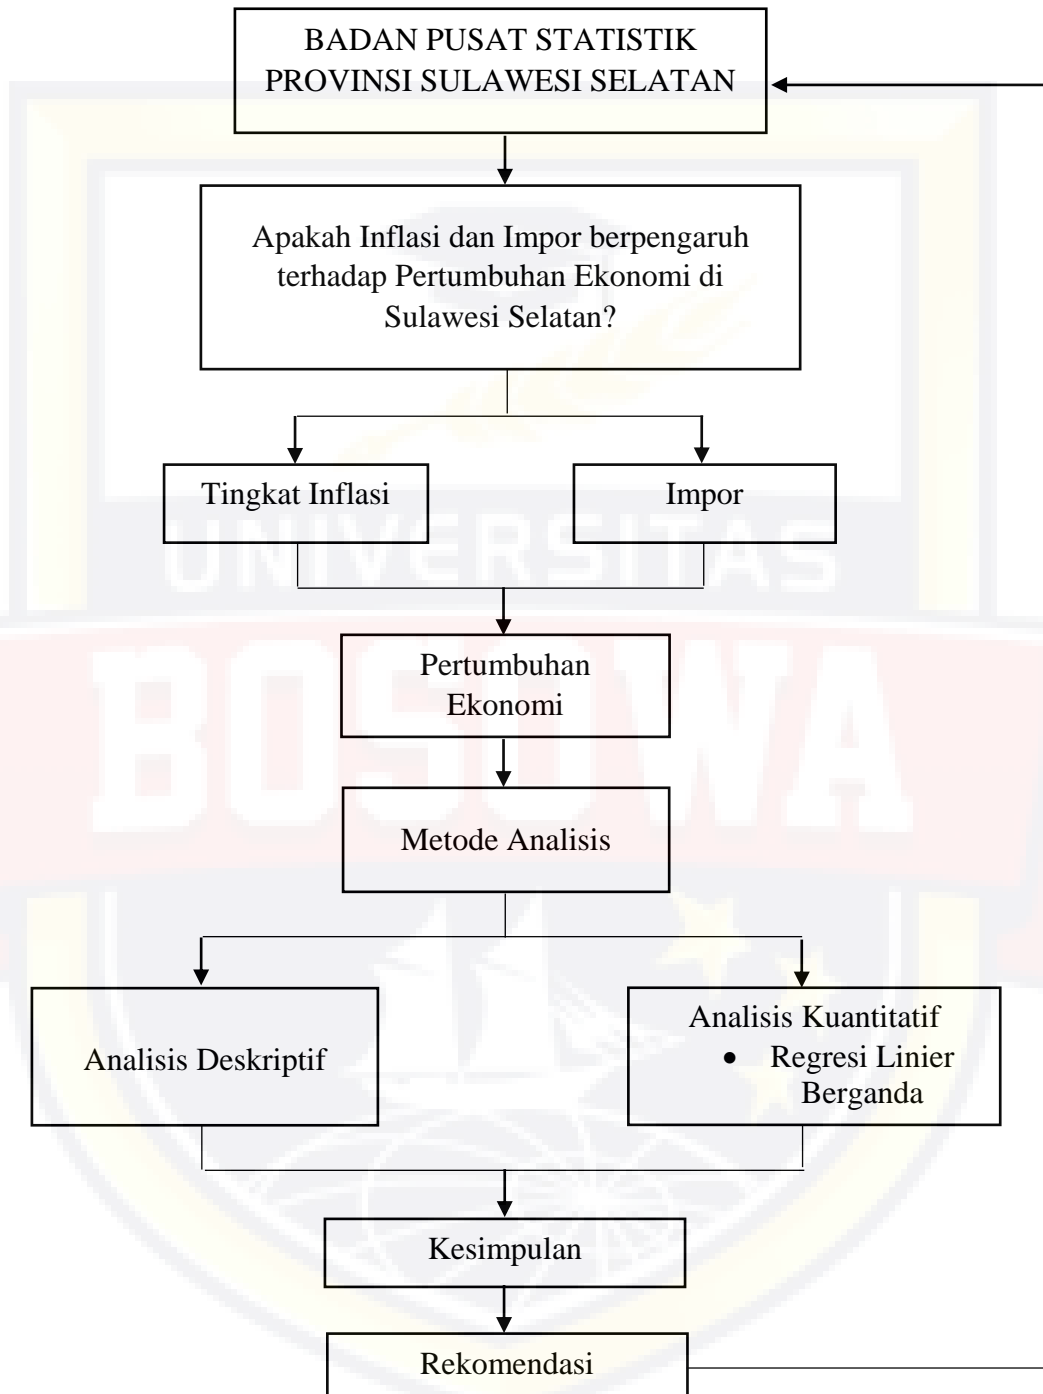 BADAN PUSAT STATISTIK
PROVINSI SULAWESI SELATAN
Apakah Inflasi dan Impor berpengaruh
terhadap Pertumbuhan Ekonomi di
Sulawesi Selatan?
Tingkat Inflasi
Impor
UNIVERSITAS
Pertumbuhan
Ekonomi
BOSOWA
Metode Analisis
Analisis Deskriptif
Analisis Kuantitatif
• Regresi Linier
Berganda
Kesimpulan
Rekomendasi